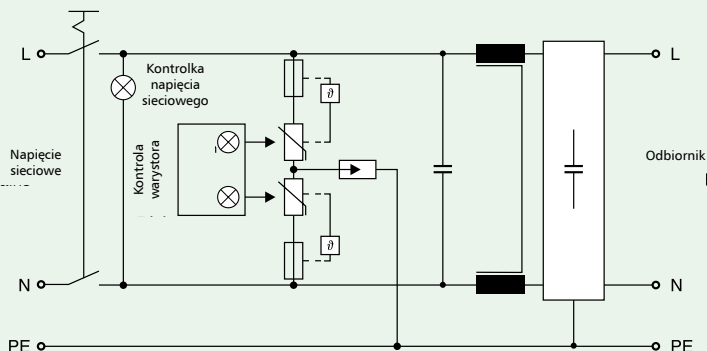 L
L
Kontrolka
napięcia
sieciowego
ϑ
Kontrola
warystora
Napięcie
sieciowe
Odbiornik
ϑ
N
N
PE
PE